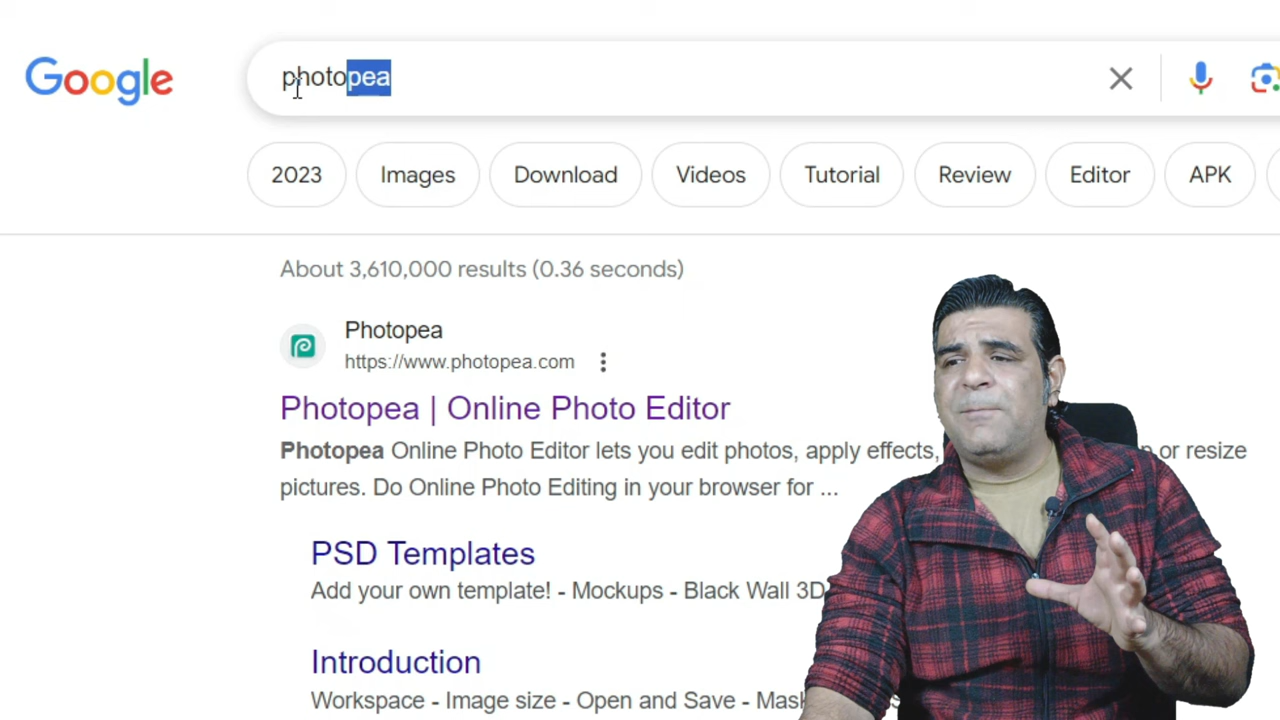 Google
photopea
2023
Images
Download
Videos
Tutorial
Review
Editor
APK
About 3,610,000 results (0.36 seconds)
Photopea
https://www.photopea.com
Photopea | Online Photo Editor
Photopea Online Photo Editor lets you edit photos, apply effects, or resize
pictures. Do Online Photo Editing in your browser for ...
PSD Templates
Add your own template! - Mockups - Black Wall 3D
Introduction
Workspace - Image size - Open and Save -